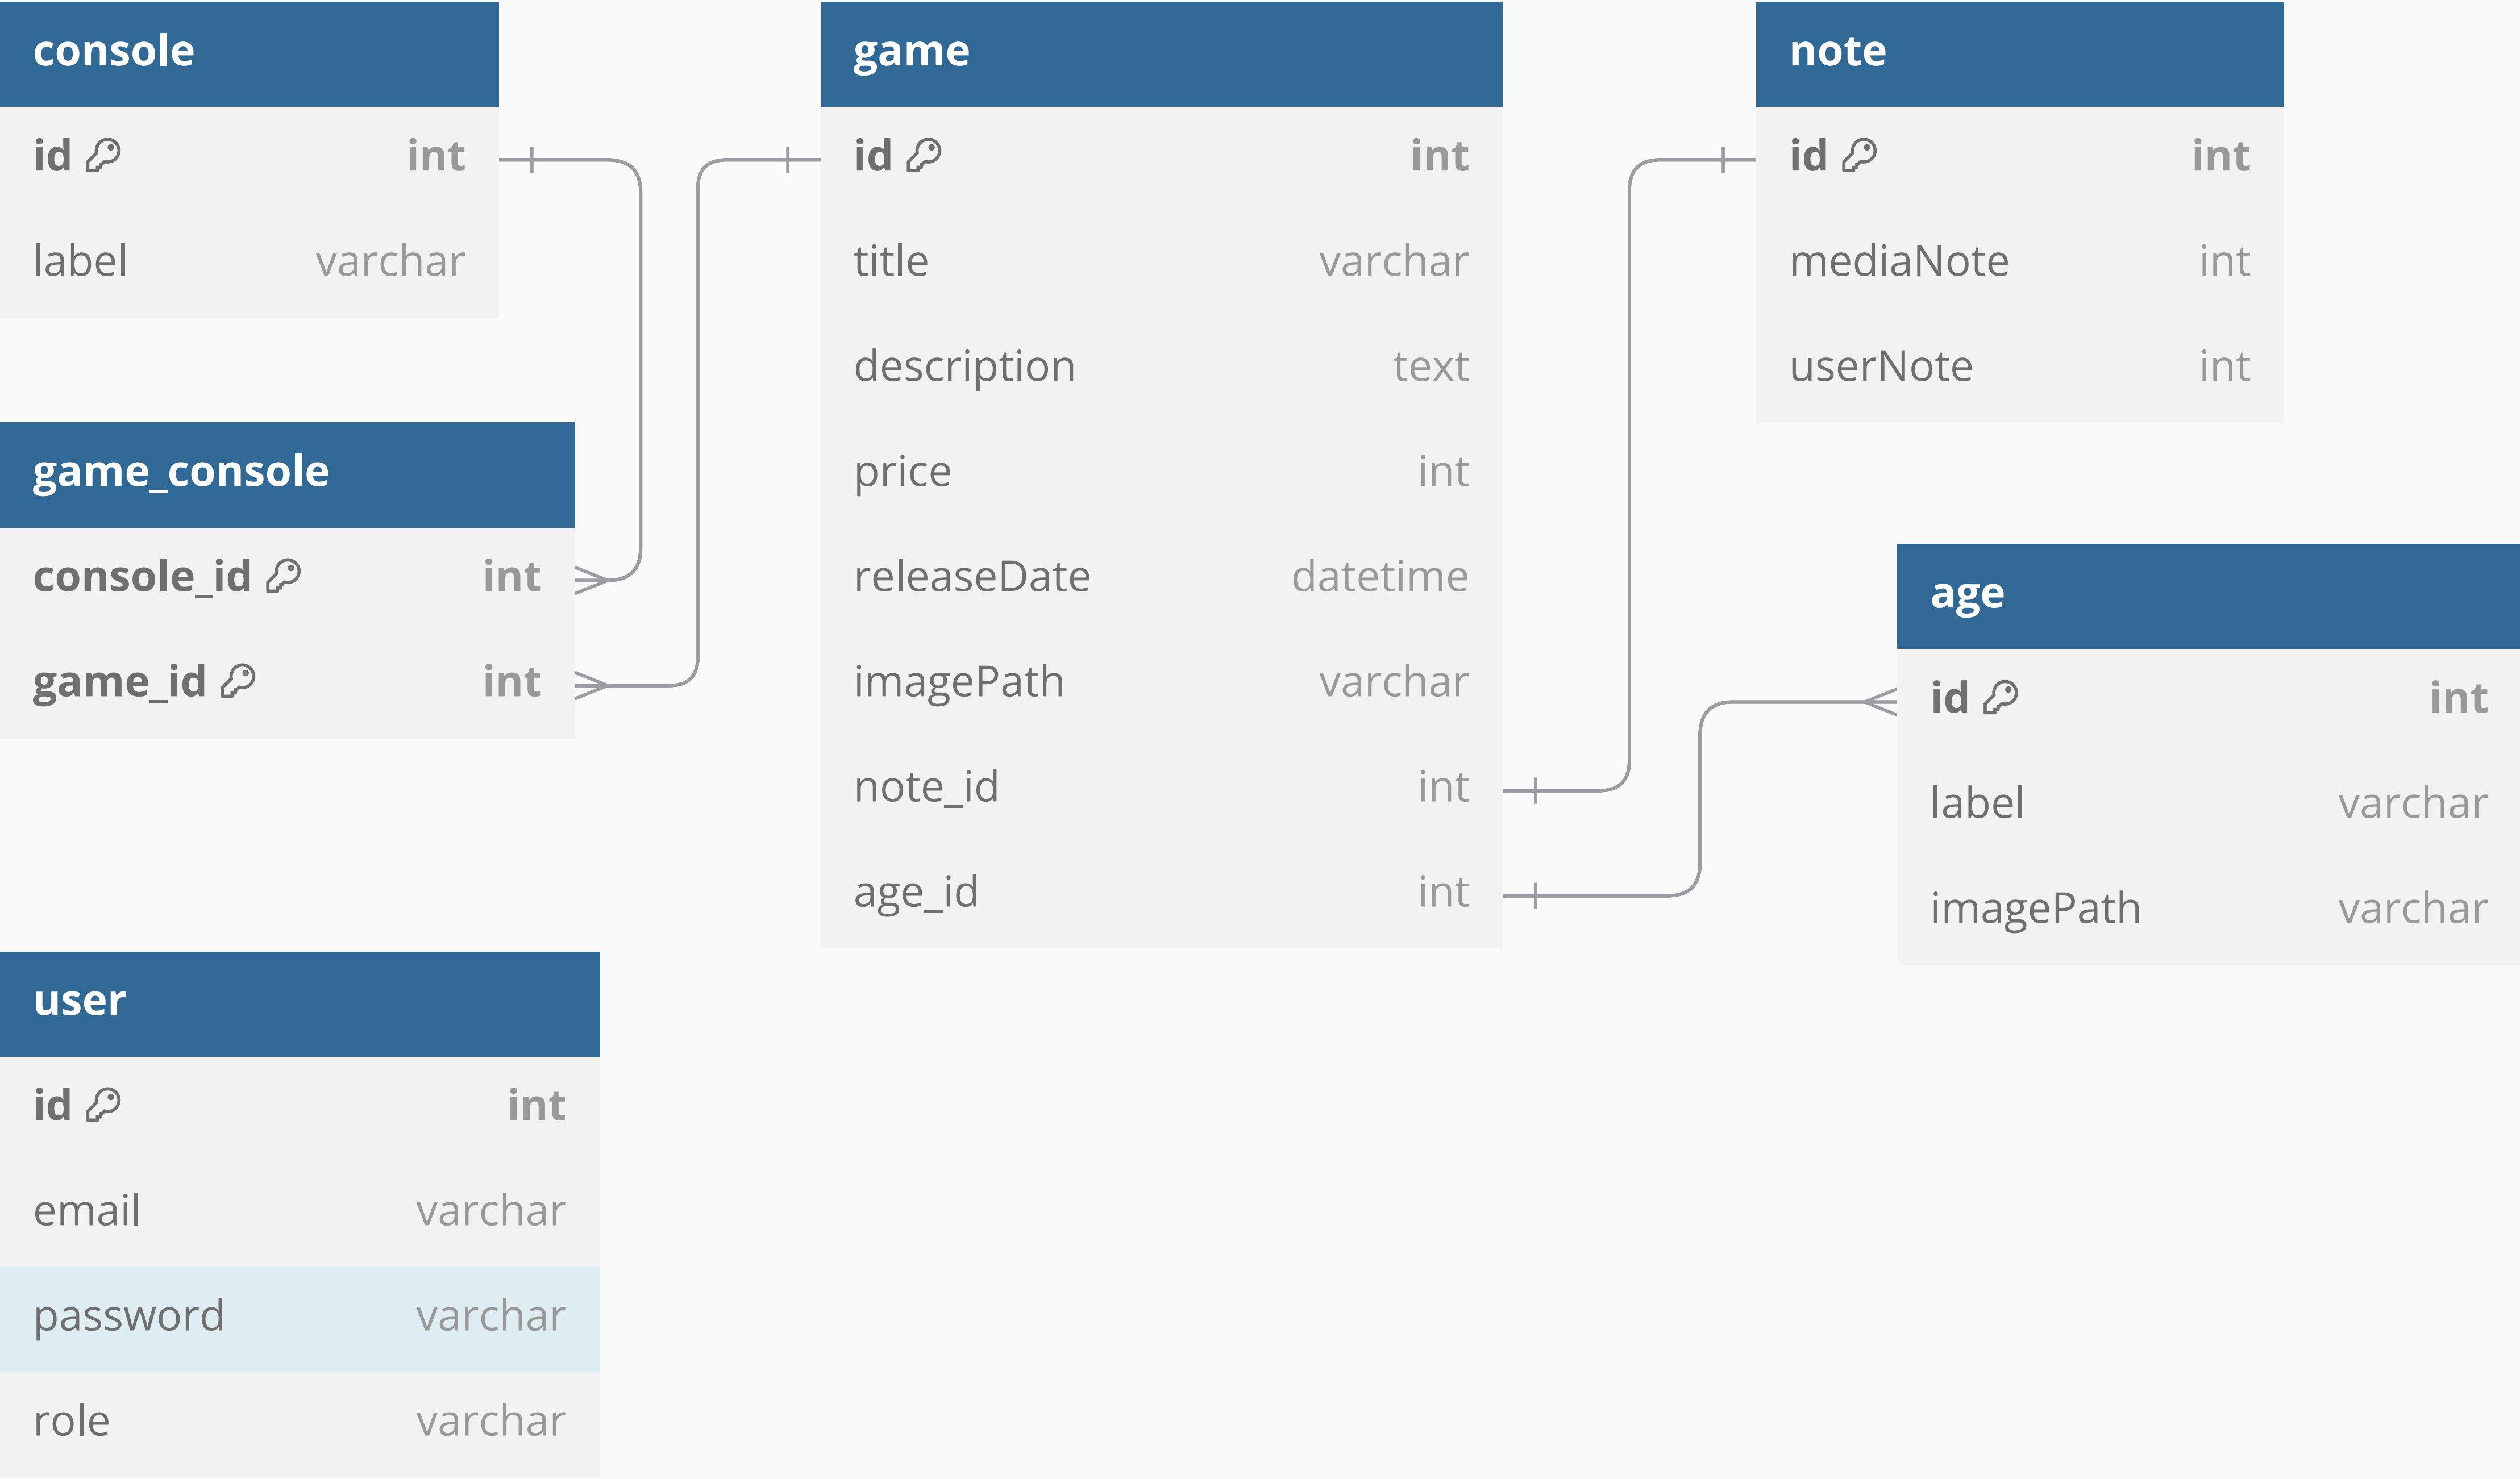 console
id int
label varchar
game_console
console_id int
game_id int
game
id int
title varchar
description text
price int
releaseDate datetime
imagePath varchar
note_id int
age_id int
note
id int
mediaNote int
userNote int
age
id int
label varchar
imagePath varchar
user
id int
email varchar
password varchar
role varchar